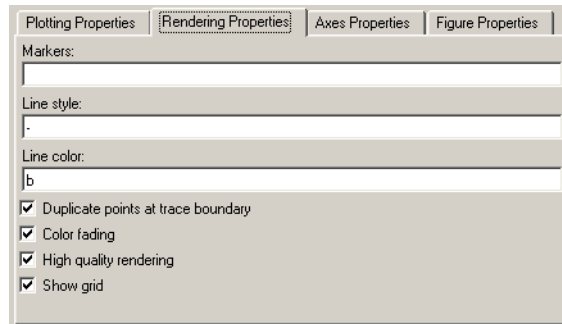 Plotting Properties Rendering Properties Axes Properties Figure Properties
Markers:
Line style:
-
Line color:
b
Duplicate points at trace boundary
Color fading
High quality rendering
Show grid